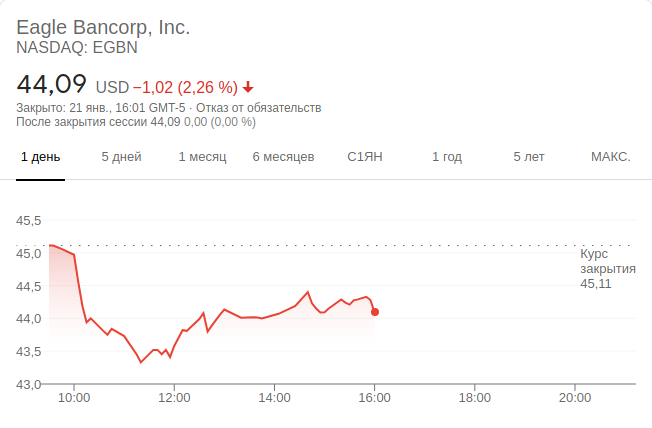 Eagle Bancorp, Inc.
NASDAQ: EGBN
44,09 USD −1,02 (2,26 %)
Закрыто: 21 янв., 16:01 GMT-5 · Отказ от обязательств
После закрытия сессии 44,09 0,00 (0,00 %)
1 день 5 дней 1 месяц 6 месяцев С1ЯН 1 год 5 лет МАКС.
45,5
45,0
44,5
44,0
43,5
43,0
Курс
закрытия
45,11
10:00 12:00 14:00 16:00 18:00 20:00